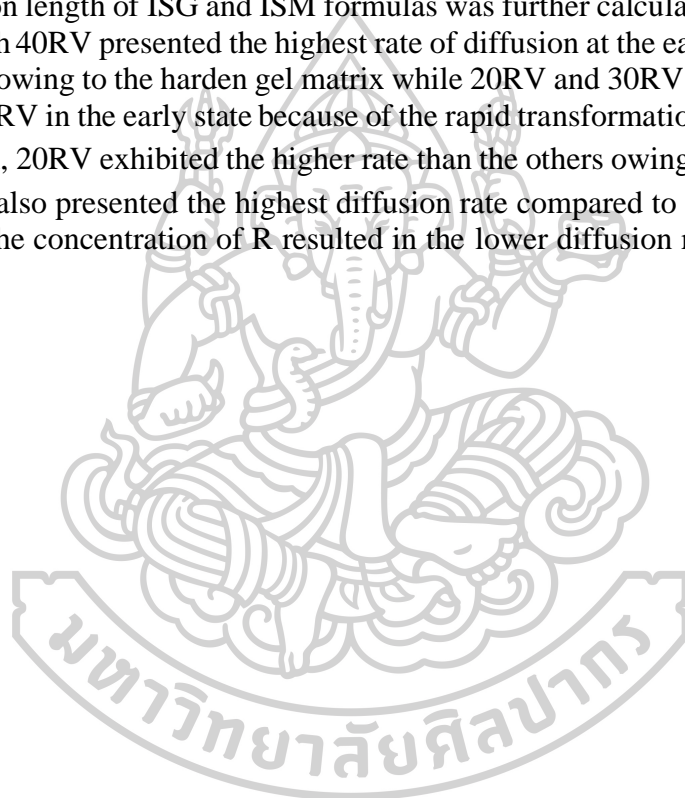 on length of ISG and ISM formulas was further calcula
h 40RV presented the highest rate of diffusion at the ea
owing to the harden gel matrix while 20RV and 30RV
RV in the early state because of the rapid transformatio
, 20RV exhibited the higher rate than the others owing
also presented the highest diffusion rate compared to
he concentration of R resulted in the lower diffusion r
มหาวิทยาลัยศิลปากร